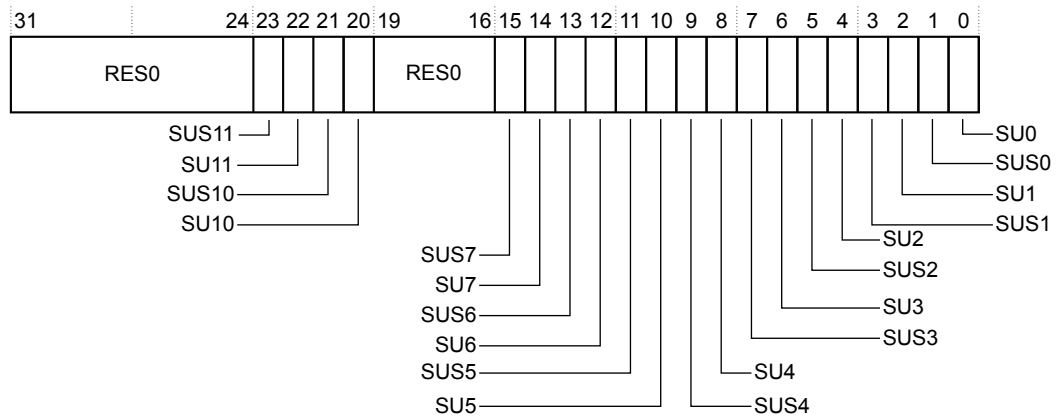 31 24 23 22 21 20 19 16 15 14 13 12 11 10 9 8 7 6 5 4 3 2 1 0
RES0 RES0
SUS11 SU0
SU11 SUS0
SUS10 SU1
SU10 SUS1
SU2
SUS7 SUS2
SU7
SUS6 SU3
SU6 SUS3
SUS5 SU4
SU5 SUS4